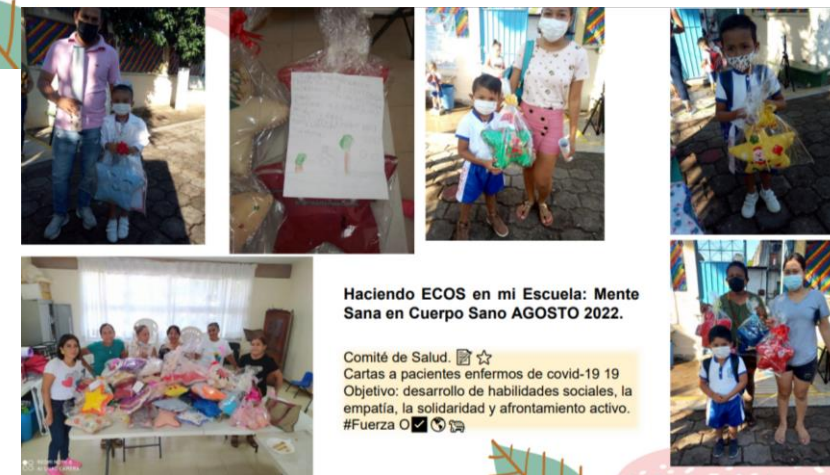 Haciendo ECOS en mi Escuela: Mente
Sana en Cuerpo Sano AGOSTO 2022.
Comité de Salud. 📝 ☆
Cartas a pacientes enfermos de covid-19 19
Objetivo: desarrollo de habilidades sociales, la
empatía, la solidaridad y afrontamiento activo.
#Fuerza O☑🌎🐅